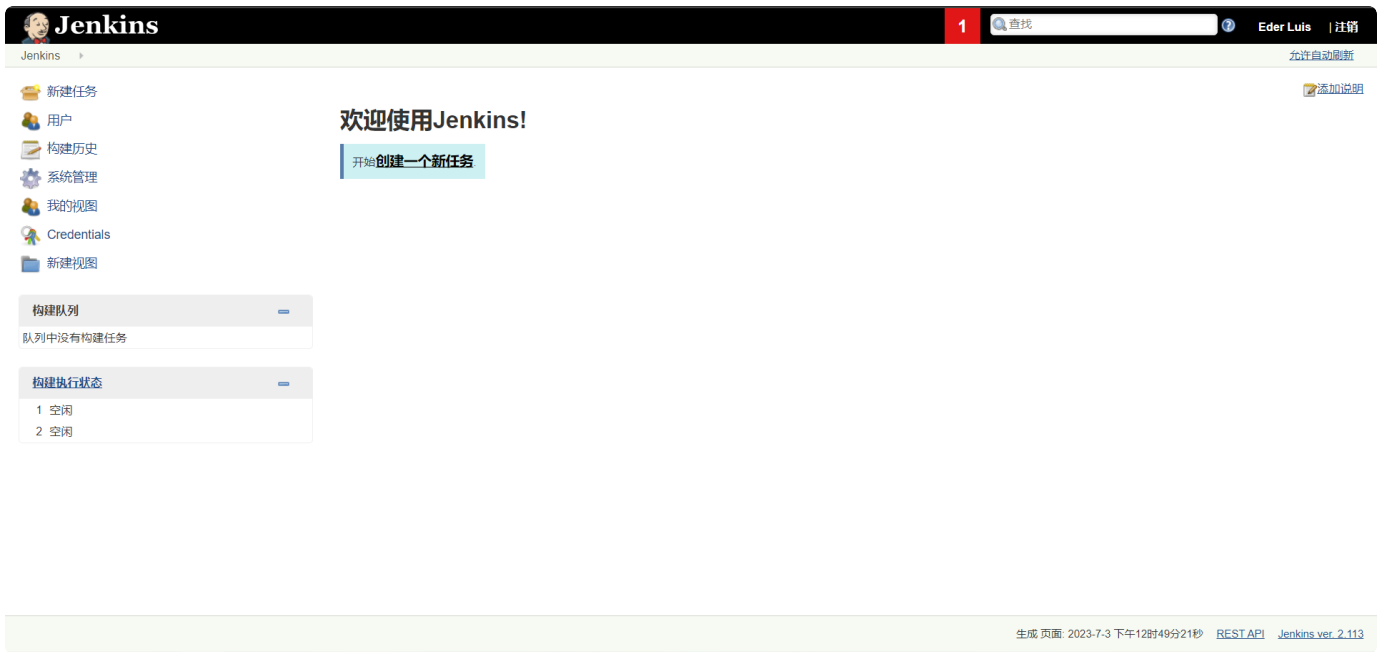 Jenkins
1
查找
Eder Luis | 注销
Jenkins
允许自动刷新
新建任务
用户
构建历史
系统管理
我的视图
Credentials
新建视图
添加说明
欢迎使用Jenkins!
开始创建一个新任务
构建队列
队列中没有构建任务
构建执行状态
1 空闲
2 空闲
生成 页面: 2023-7-3 下午12时49分21秒 REST API Jenkins ver. 2.113